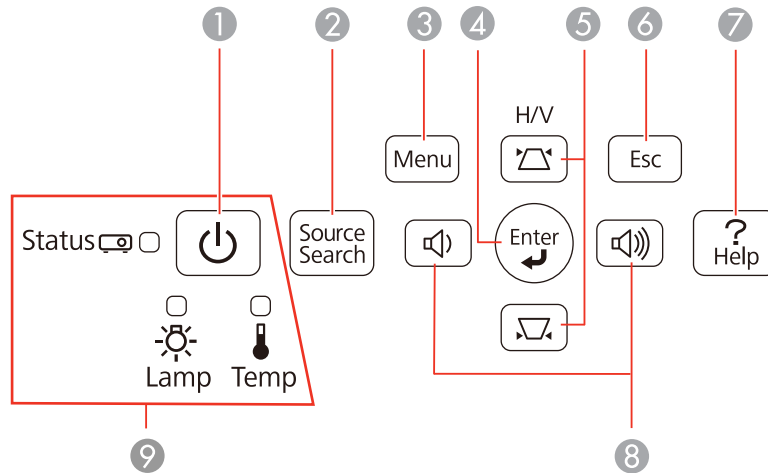 1 2 3 4 5 6 7
H/V
Menu
Esc
Status
Source
Search
Enter
?
Help
Lamp
Temp
9
8